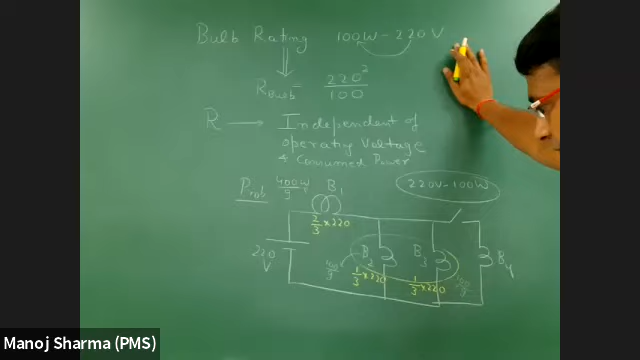 Bulb Rating 100W - 220V
R_Bulb = 220² / 100
R → Independent of
operating Voltage
+ Consumed Power
Prob
400W / 9
B₁
220V - 100W
2/3 × 220
220
V
B₂
B₃
B₄
1/3 × 220
1/3 × 220
Manoj Sharma (PMS)